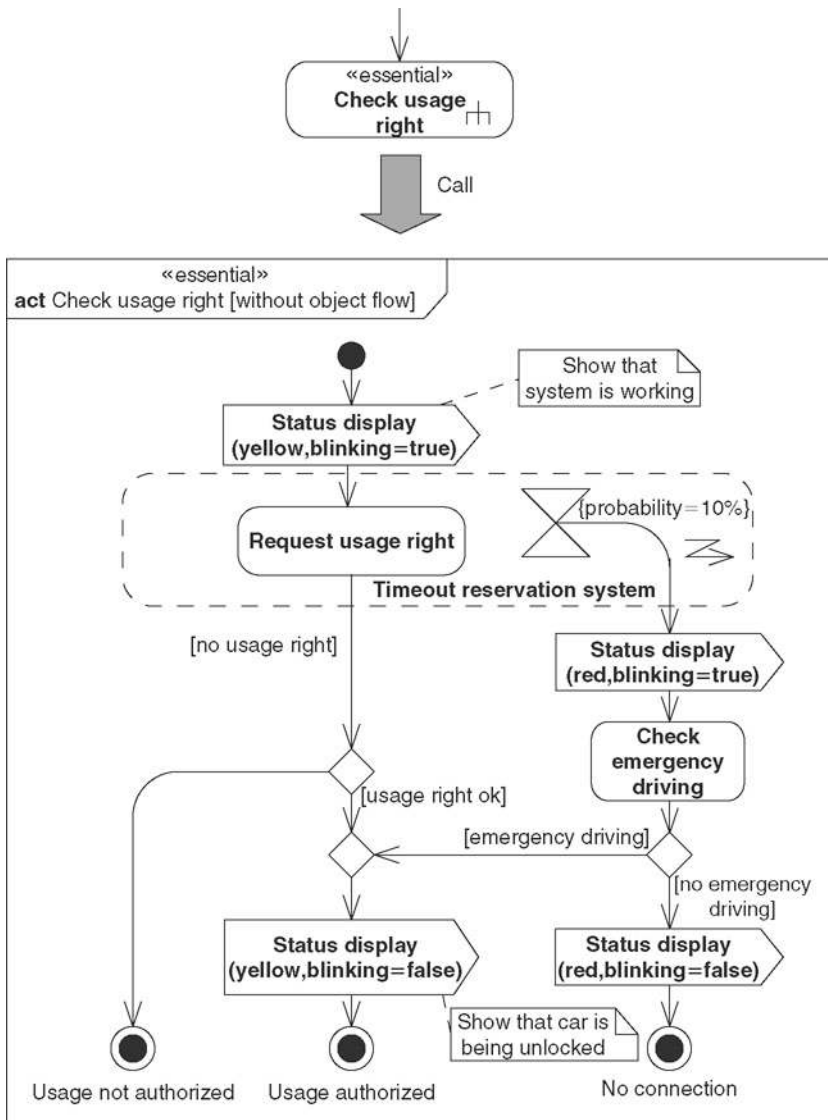 «essential»
Check usage
right
Call
«essential»
act Check usage right [without object flow]
Show that
system is working
Status display
(yellow,blinking=true)
{probability=10%}
Request usage right
Timeout reservation system
[no usage right]
Status display
(red,blinking=true)
Check
emergency
driving
[usage right ok]
[emergency driving]
[no emergency
driving]
Status display
(yellow,blinking=false)
Status display
(red,blinking=false)
Show that car is
being unlocked
Usage not authorized
Usage authorized
No connection